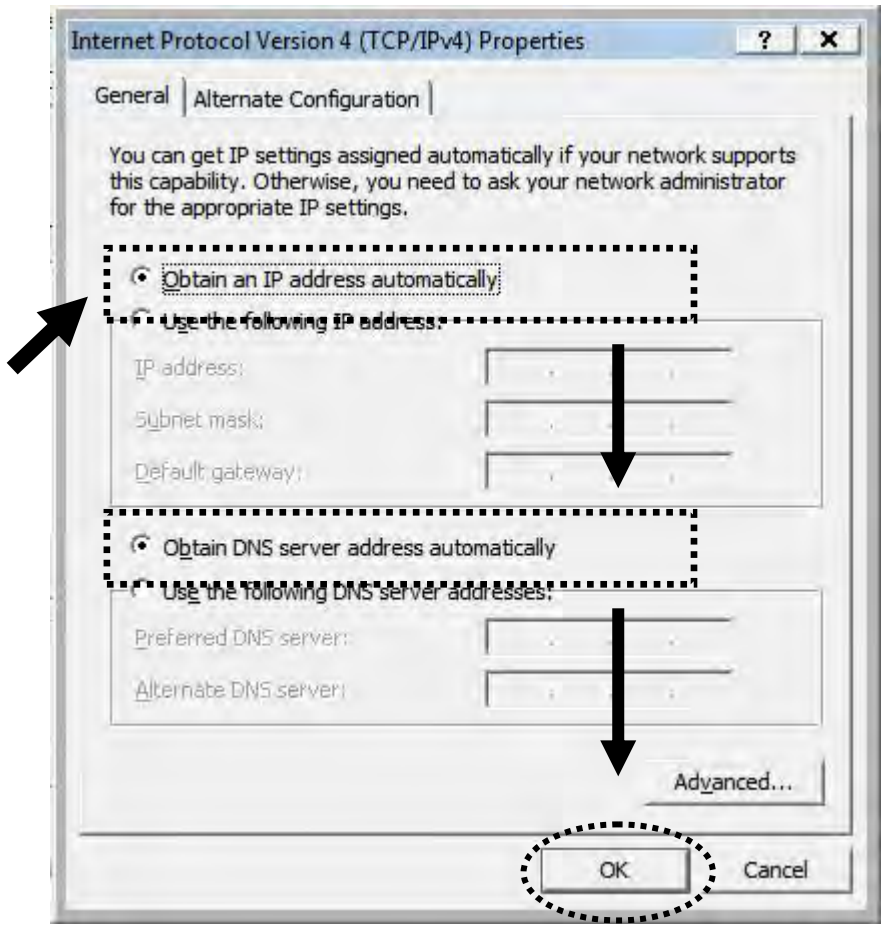 Internet Protocol Version 4 (TCP/IPv4) Properties
General Alternate Configuration
You can get IP settings assigned automatically if your network supports
this capability. Otherwise, you need to ask your network administrator
for the appropriate IP settings.
Obtain an IP address automatically
Use the following IP address:
IP address:
Subnet mask:
Default gateway:
Obtain DNS server address automatically
Use the following DNS server addresses:
Preferred DNS server:
Alternate DNS server:
Advanced...
OK Cancel